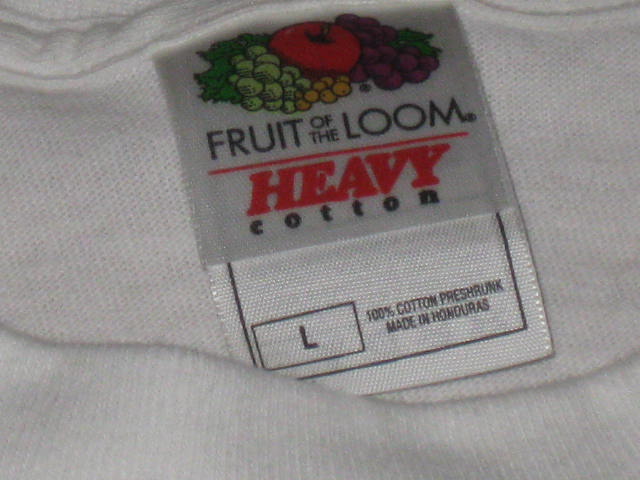 FRUIT OF THE LOOM®
HEAVY
cotton
L
100% COTTON PRESHRUNK
MADE IN HONDURAS